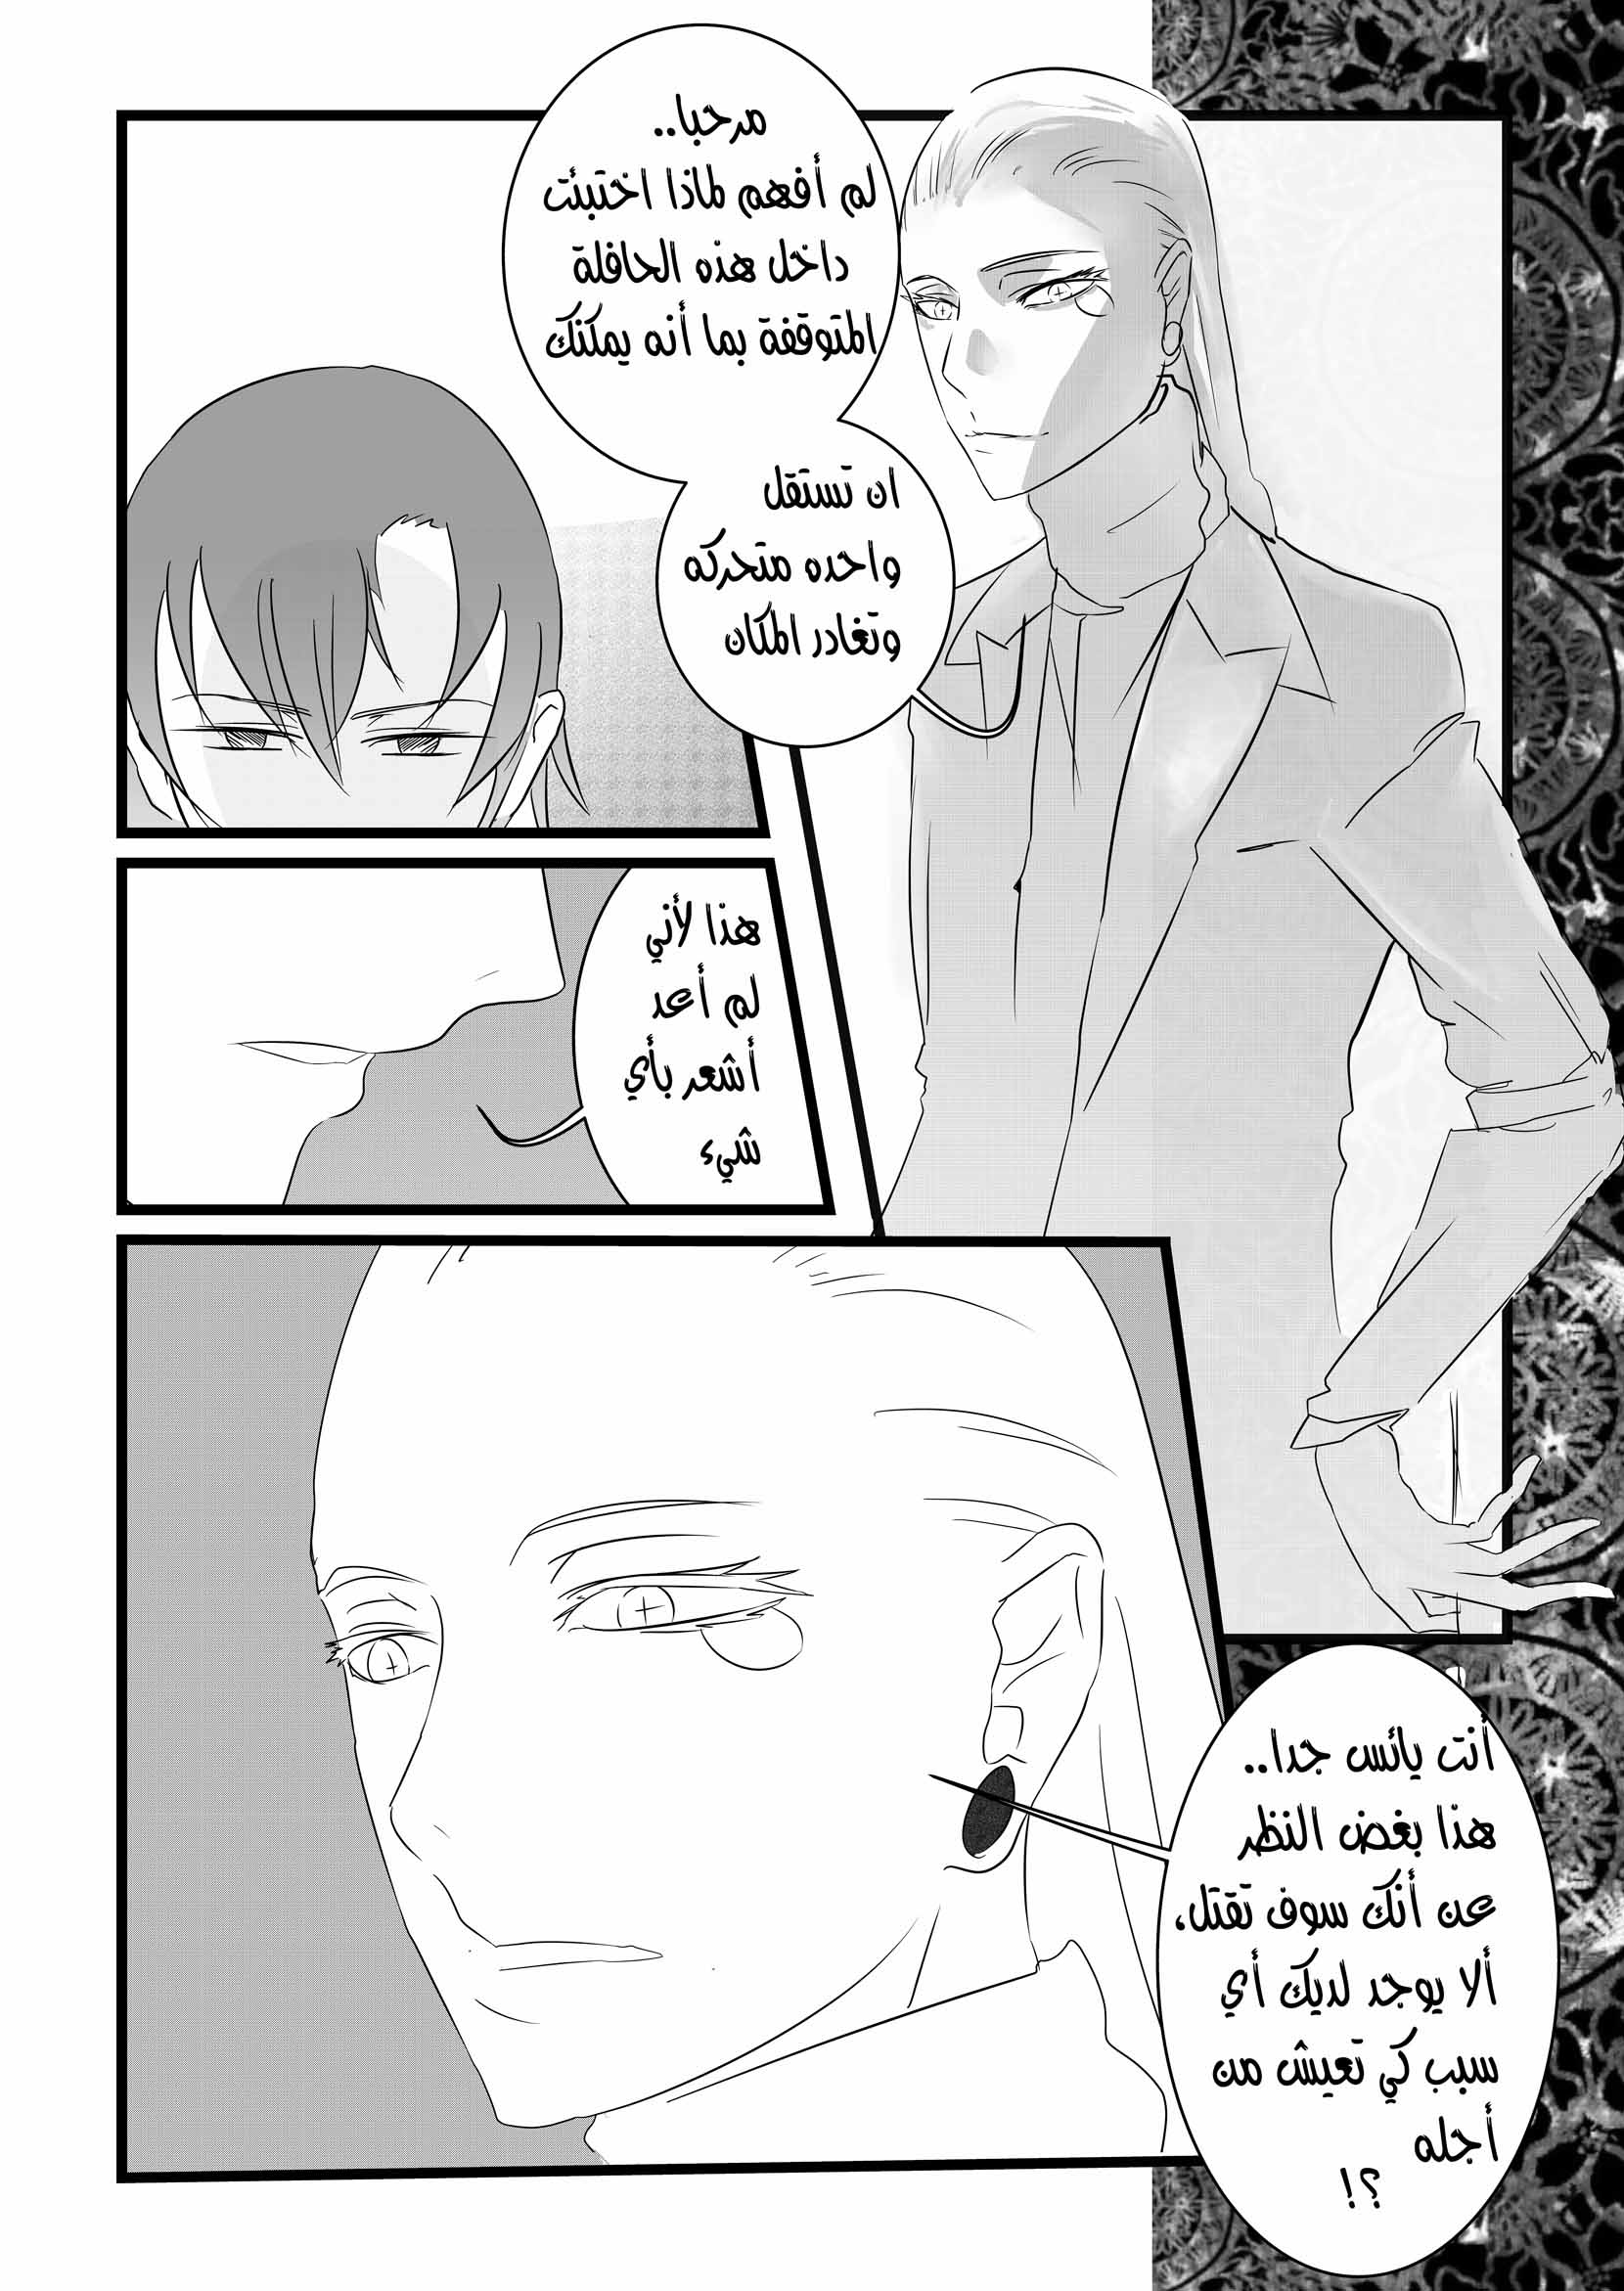 مرحبا..
لم أفهم لماذا اختبئت
داخل هذه الحافلة
المتوقفة بما أنه يمكنك
ان تستقل
واحده متحركه
وتغادر المكان
هذا لأني
لم أعد
أشعر بأي
شيء
أنت يائس جدا..
هذا بغض النظر
عن أنك سوف تقتل،
ألا يوجد لديك أي
سبب كي تعيش من
أجله
؟!